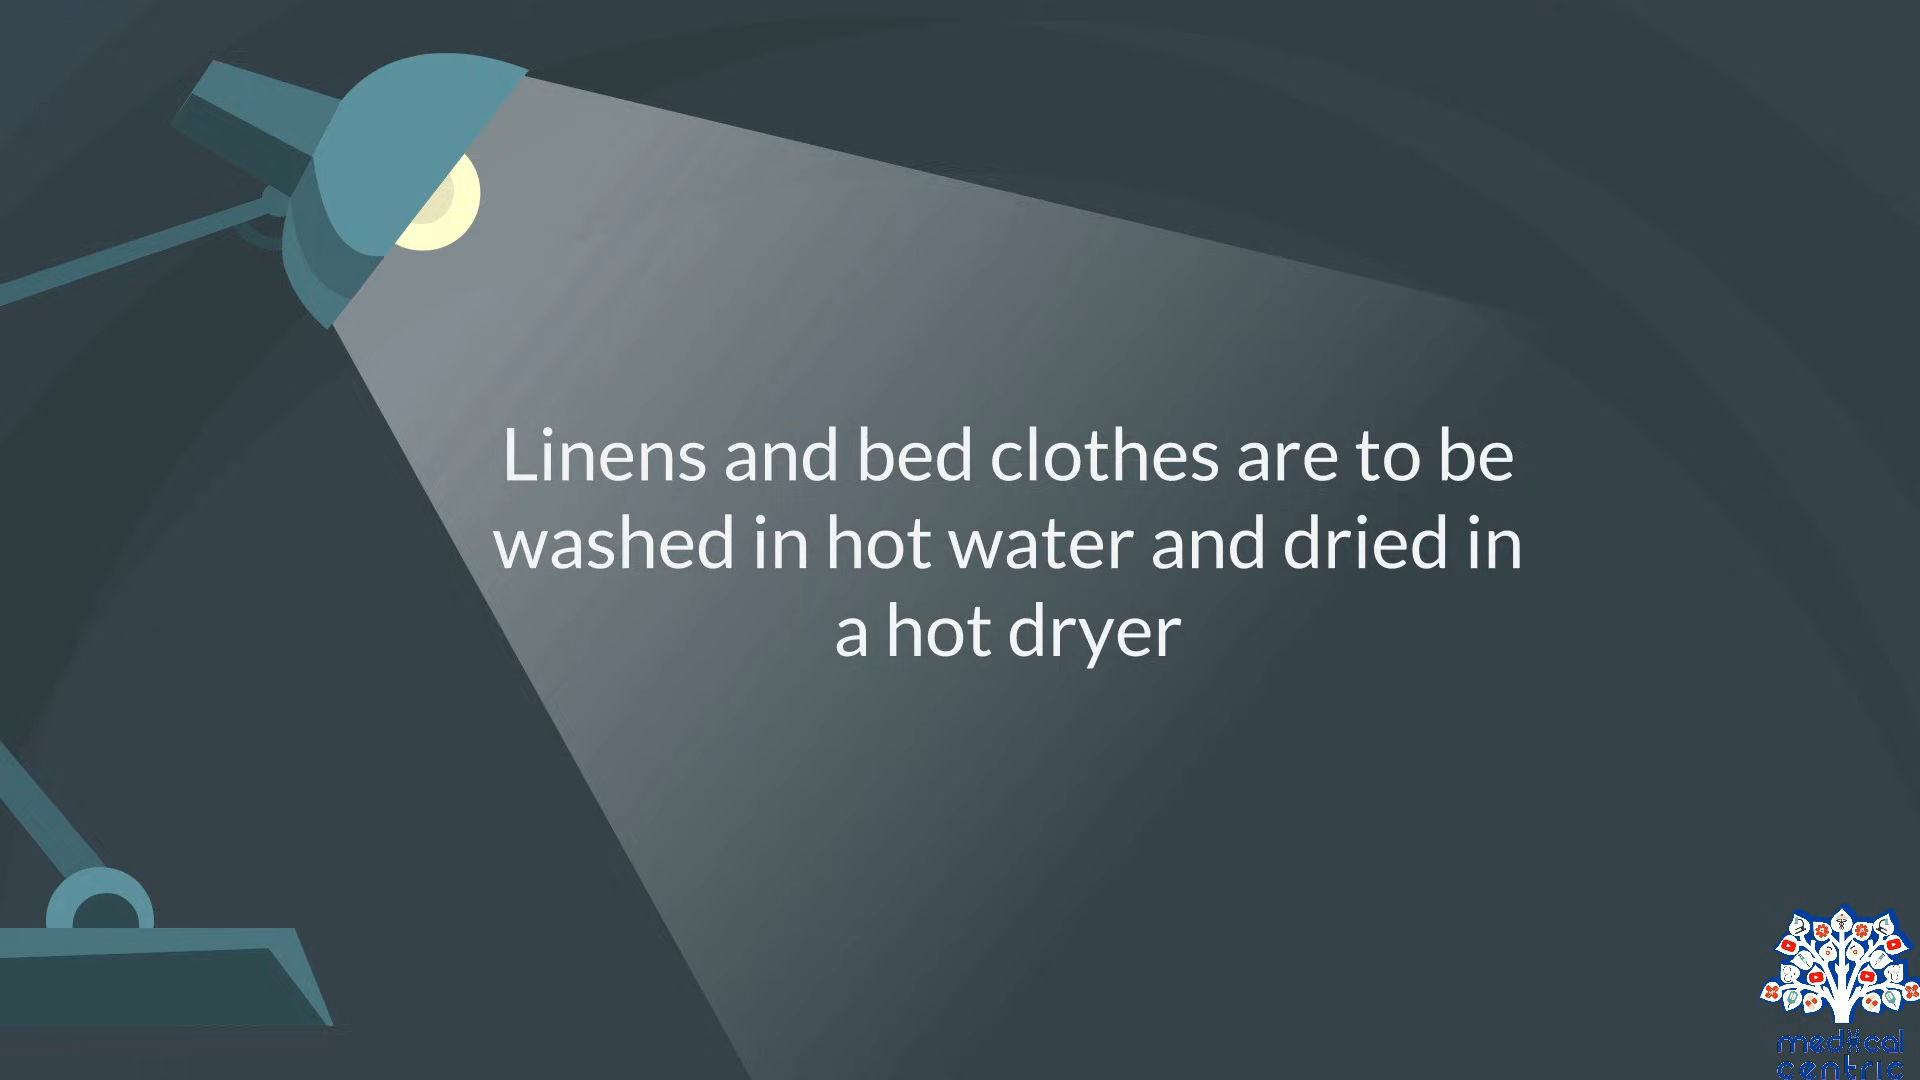 Linens and bed clothes are to be
washed in hot water and dried in
a hot dryer
medical
centric